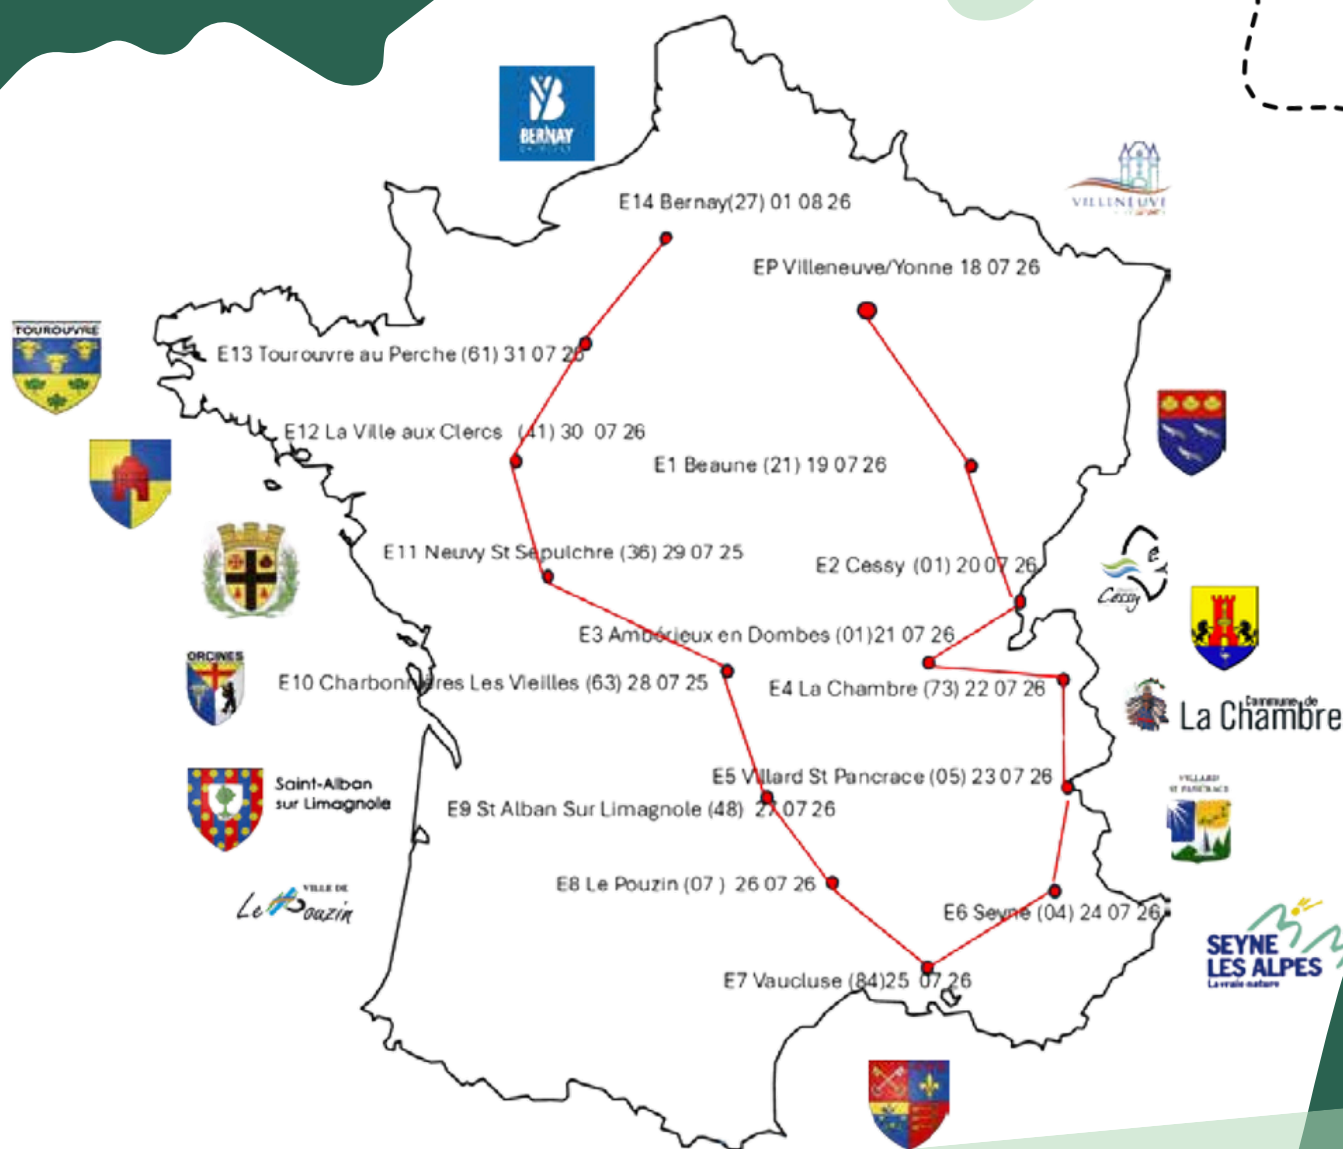 BERNAY
VILLENEUVE
E14 Bernay(27) 01 08 26
EP Villeneuve/Yonne 18 07 26
TOUROUVRE
E13 Tourouvre au Perche (61) 31 07 26
E12 La Ville aux Clercs (41) 30 07 26
E1 Beaune (21) 19 07 26
E11 Neuvy St Sépulchre (36) 29 07 25
E2 Cessy (01) 20 07 26
Cessy
E3 Ambérieux en Dombes (01)21 07 26
ORCINES
E10 Charbonnières Les Vieilles (63) 28 07 25
E4 La Chambre (73) 22 07 26
Commune de
La Chambre
E5 Villard St Pancrace (05) 23 07 26
VILLARD
ST PANCRACE
Saint-Alban
sur Limagnole
E9 St Alban Sur Limagnole (48) 27 07 26
E8 Le Pouzin (07 ) 26 07 26
VILLE DE
Le Pouzin
E6 Seyne (04) 24 07 26
SEYNE
LES ALPES
La vraie nature
E7 Vaucluse (84)25 07 26